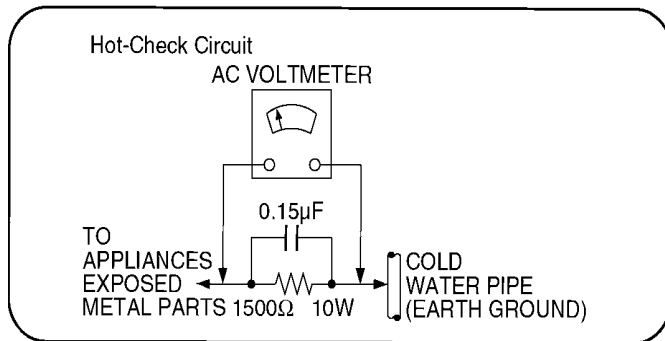 Hot-Check Circuit
AC VOLTMETER
0.15μF
TO
APPLIANCES
EXPOSED
METAL PARTS
1500Ω 10W
COLD
WATER PIPE
(EARTH GROUND)